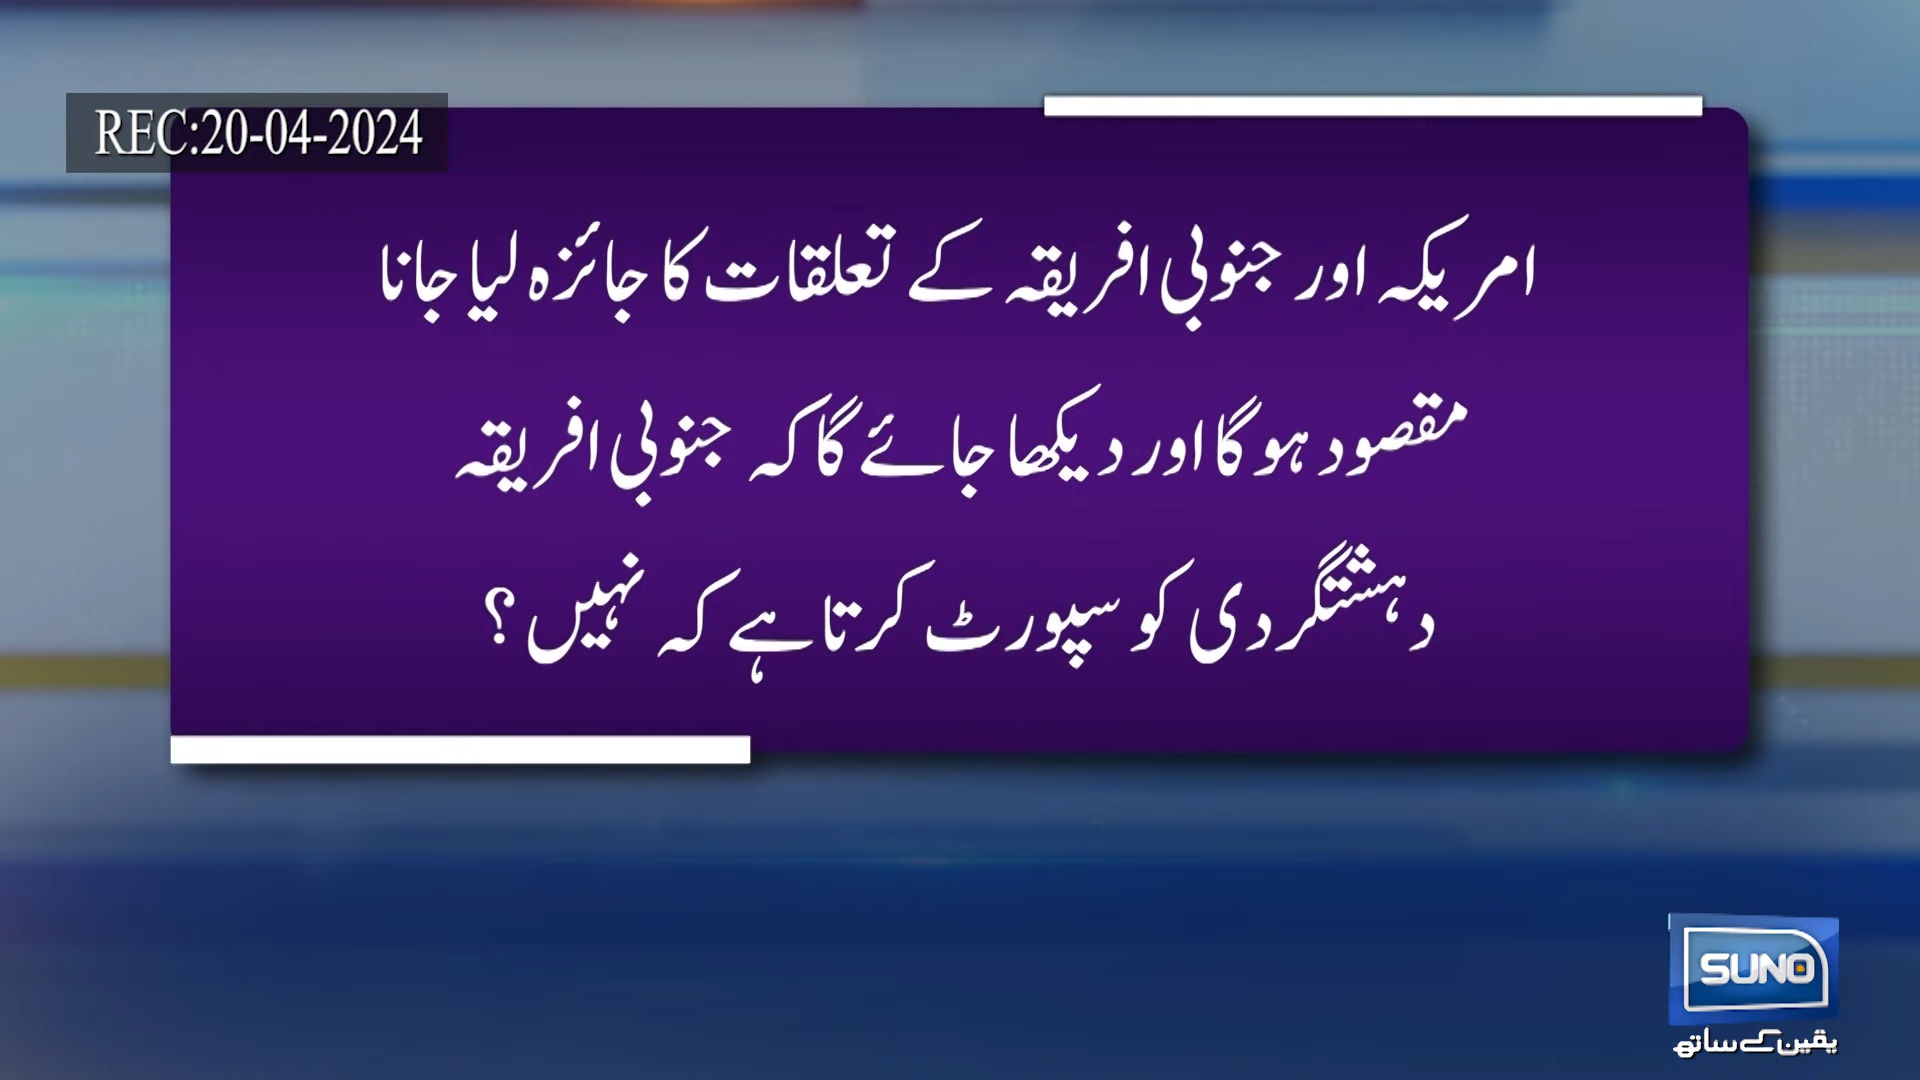 REC:20-04-2024
امریکہ اور جنوبی افریقہ کے تعلقات کا جائزہ لیا جانا
مقصود ہوگا اور دیکھا جائے گا کہ جنوبی افریقہ
دہشتگردی کو سپورٹ کرتا ہے کہ نہیں؟
SUNO
یقین کے ساتھ